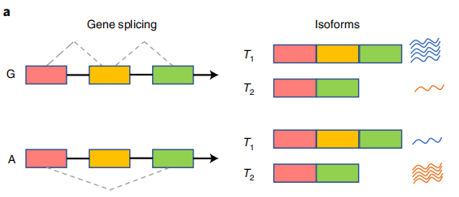 a
Gene splicing
Isoforms
G
T1
T2
A
T1
T2